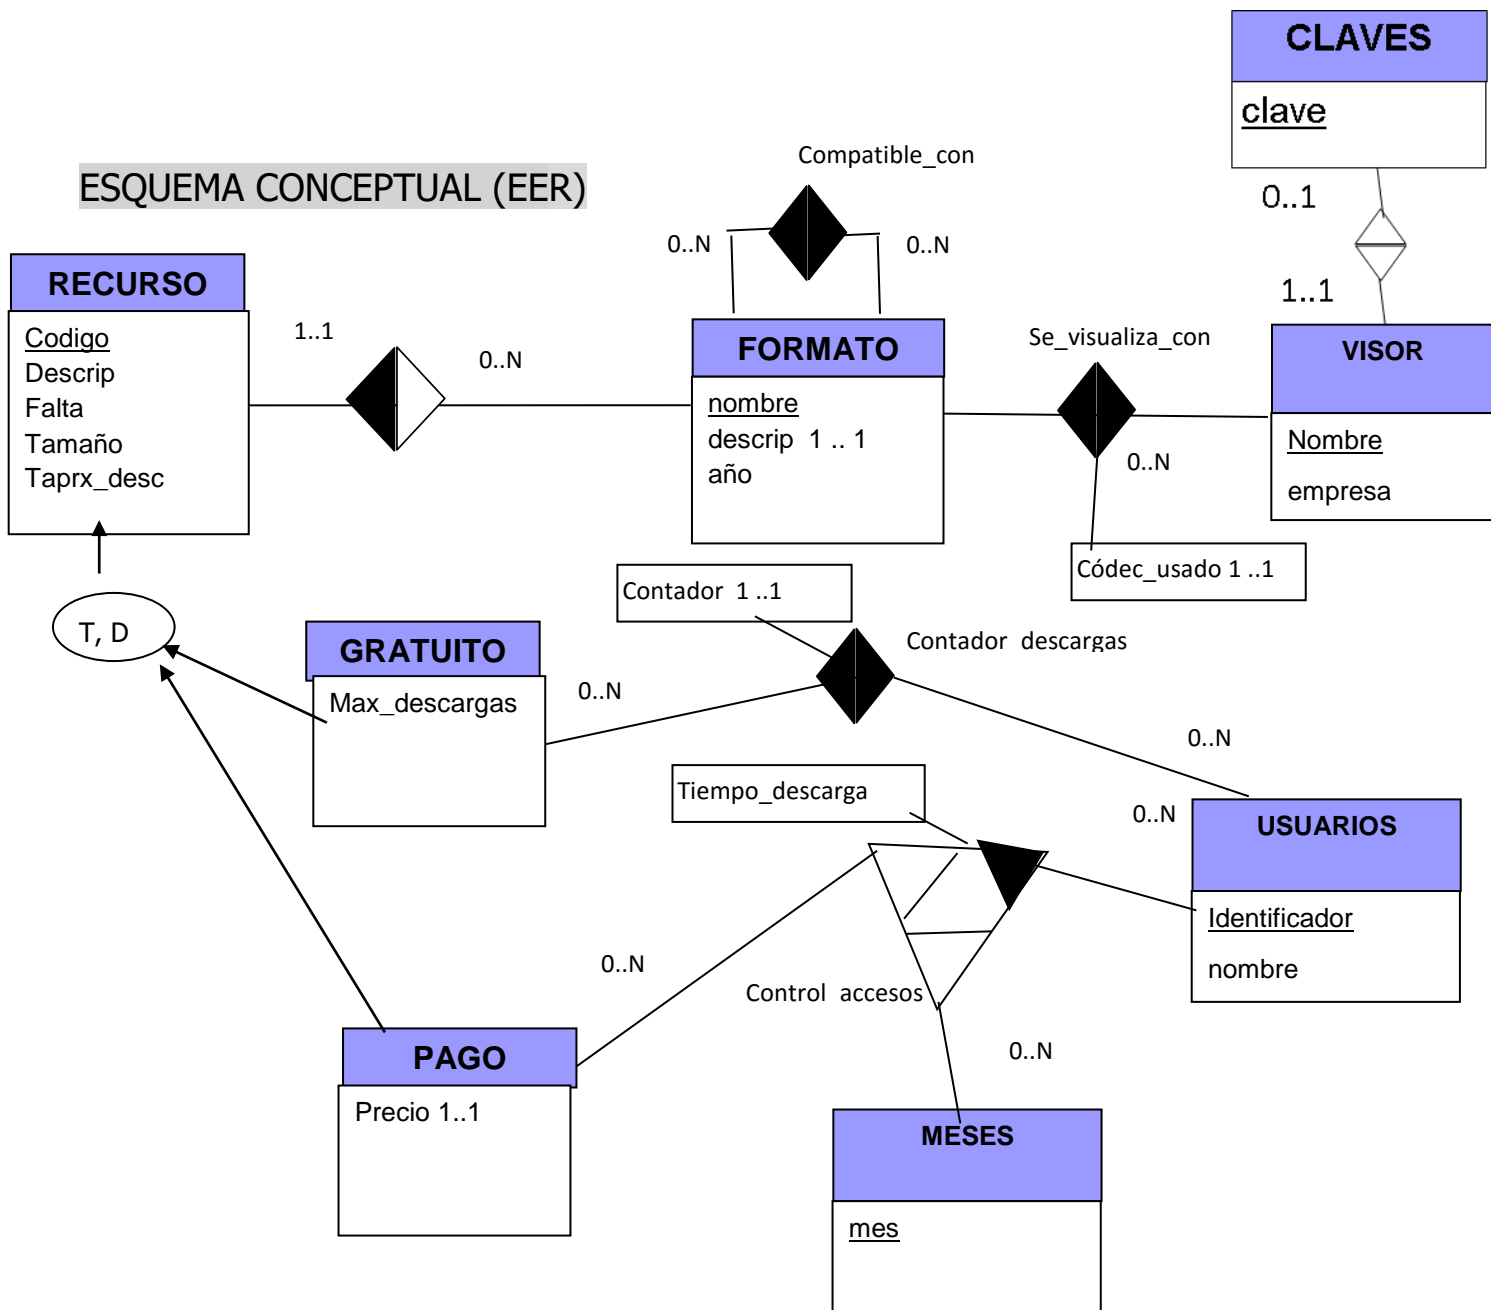 CLAVES
clave
0..1
1..1
Compatible_con
ESQUEMA CONCEPTUAL (EER)
0..N
0..N
RECURSO
Codigo
Descrip
Falta
Tamaño
Taprx_desc
1..1
0..N
FORMATO
nombre
descrip 1 .. 1
año
Se_visualiza_con
0..N
VISOR
Nombre
empresa
Códec_usado 1 ..1
T, D
Contador 1 ..1
Contador descargas
GRATUITO
Max_descargas
0..N
0..N
Tiempo_descarga
0..N
USUARIOS
Identificador
nombre
0..N
Control accesos
PAGO
Precio 1..1
0..N
MESES
mes